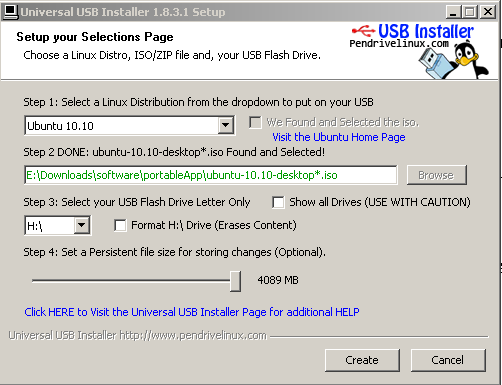 Universal USB Installer 1.8.3.1 Setup
Setup your Selections Page
Choose a Linux Distro, ISO/ZIP file and, your USB Flash Drive.
USB Installer
Pendrivelinux.com
Step 1: Select a Linux Distribution from the dropdown to put on your USB
Ubuntu 10.10
We Found and Selected the iso.
Visit the Ubuntu Home Page
Step 2 DONE: ubuntu-10.10-desktop*.iso Found and Selected!
E:\Downloads\software\portableApp\ubuntu-10.10-desktop*.iso
Browse
Step 3: Select your USB Flash Drive Letter Only
Show all Drives (USE WITH CAUTION)
H:\
Format H:\ Drive (Erases Content)
Step 4: Set a Persistent file size for storing changes (Optional).
4089 MB
Click HERE to Visit the Universal USB Installer Page for additional HELP
Universal USB Installer http://www.pendrivelinux.com
Create
Cancel